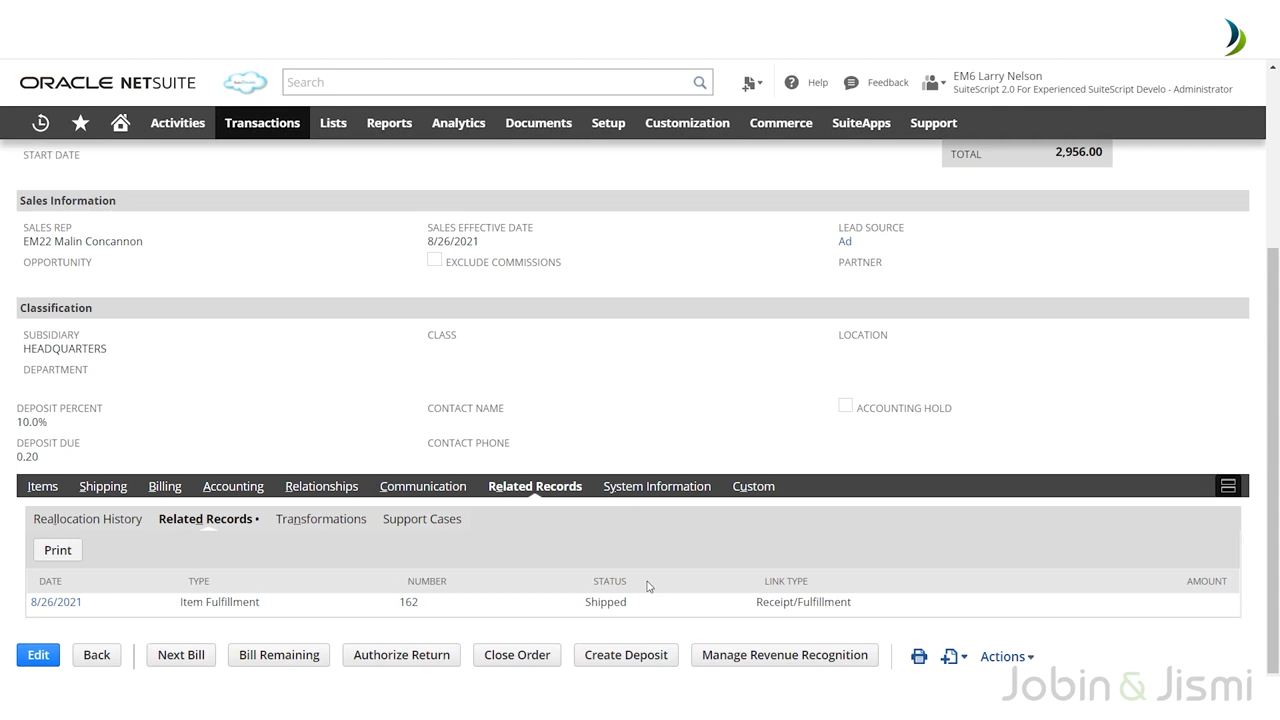 ORACLE NETSUITE
Search
Help
Feedback
EM6 Larry Nelson
SuiteScript 2.0 For Experienced SuiteScript Develo - Administrator
Activities
Transactions
Lists
Reports
Analytics
Documents
Setup
Customization
Commerce
SuiteApps
Support
START DATE
TOTAL 2,956.00
Sales Information
SALES REP
EM22 Malin Concannon
OPPORTUNITY
SALES EFFECTIVE DATE
8/26/2021
EXCLUDE COMMISSIONS
LEAD SOURCE
Ad
PARTNER
Classification
SUBSIDIARY
HEADQUARTERS
DEPARTMENT
CLASS
LOCATION
DEPOSIT PERCENT
10.0%
DEPOSIT DUE
0.20
CONTACT NAME
CONTACT PHONE
ACCOUNTING HOLD
Items
Shipping
Billing
Accounting
Relationships
Communication
Related Records
System Information
Custom
Reallocation History
Related Records •
Transformations
Support Cases
Print
DATE TYPE NUMBER STATUS LINK TYPE AMOUNT
8/26/2021 Item Fulfillment 162 Shipped Receipt/Fulfillment
Edit
Back
Next Bill
Bill Remaining
Authorize Return
Close Order
Create Deposit
Manage Revenue Recognition
Actions
Jobin & Jismi